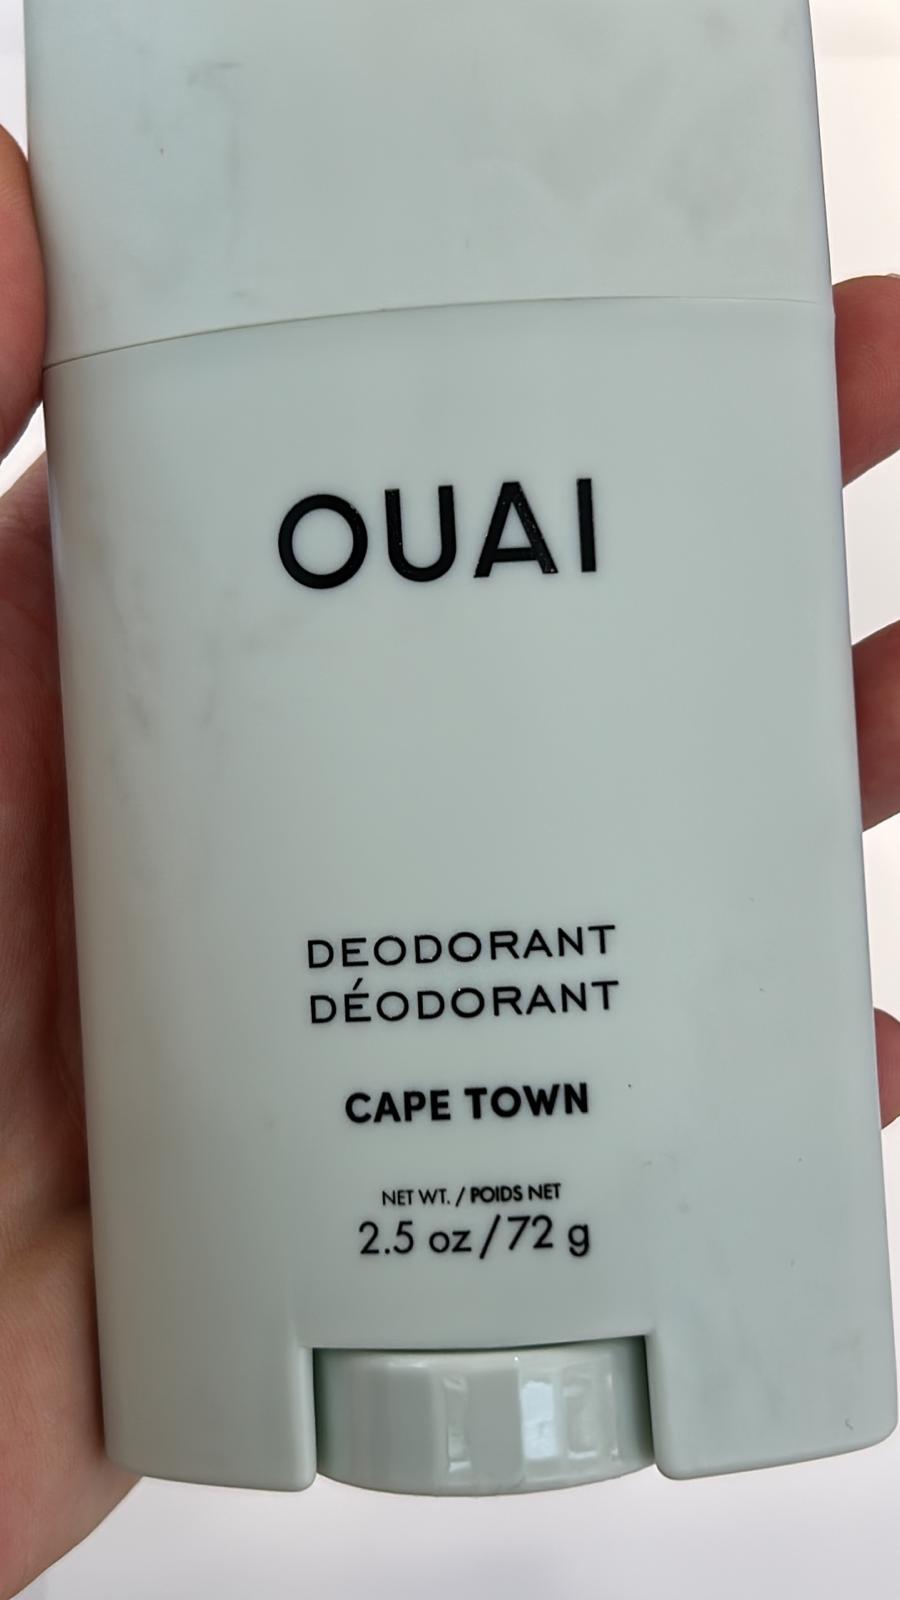 OUAI
DEODORANT
DÉODORANT
CAPE TOWN
NET WT. / POIDS NET
2.5 oz / 72 g